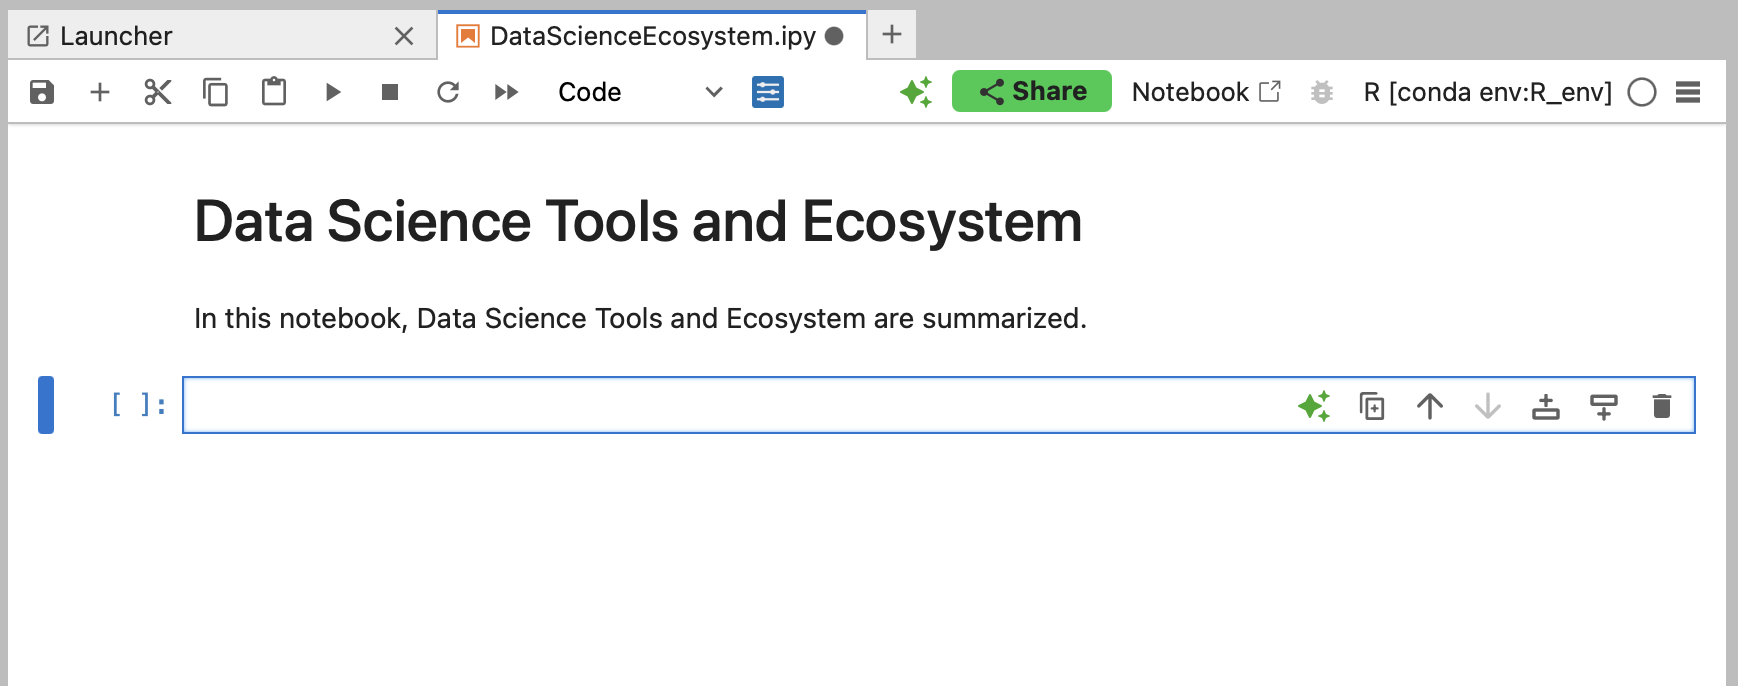 Launcher
DataScienceEcosystem.ipy
Code
Share
Notebook
R [conda env:R_env]
Data Science Tools and Ecosystem
In this notebook, Data Science Tools and Ecosystem are summarized.
[ ]: